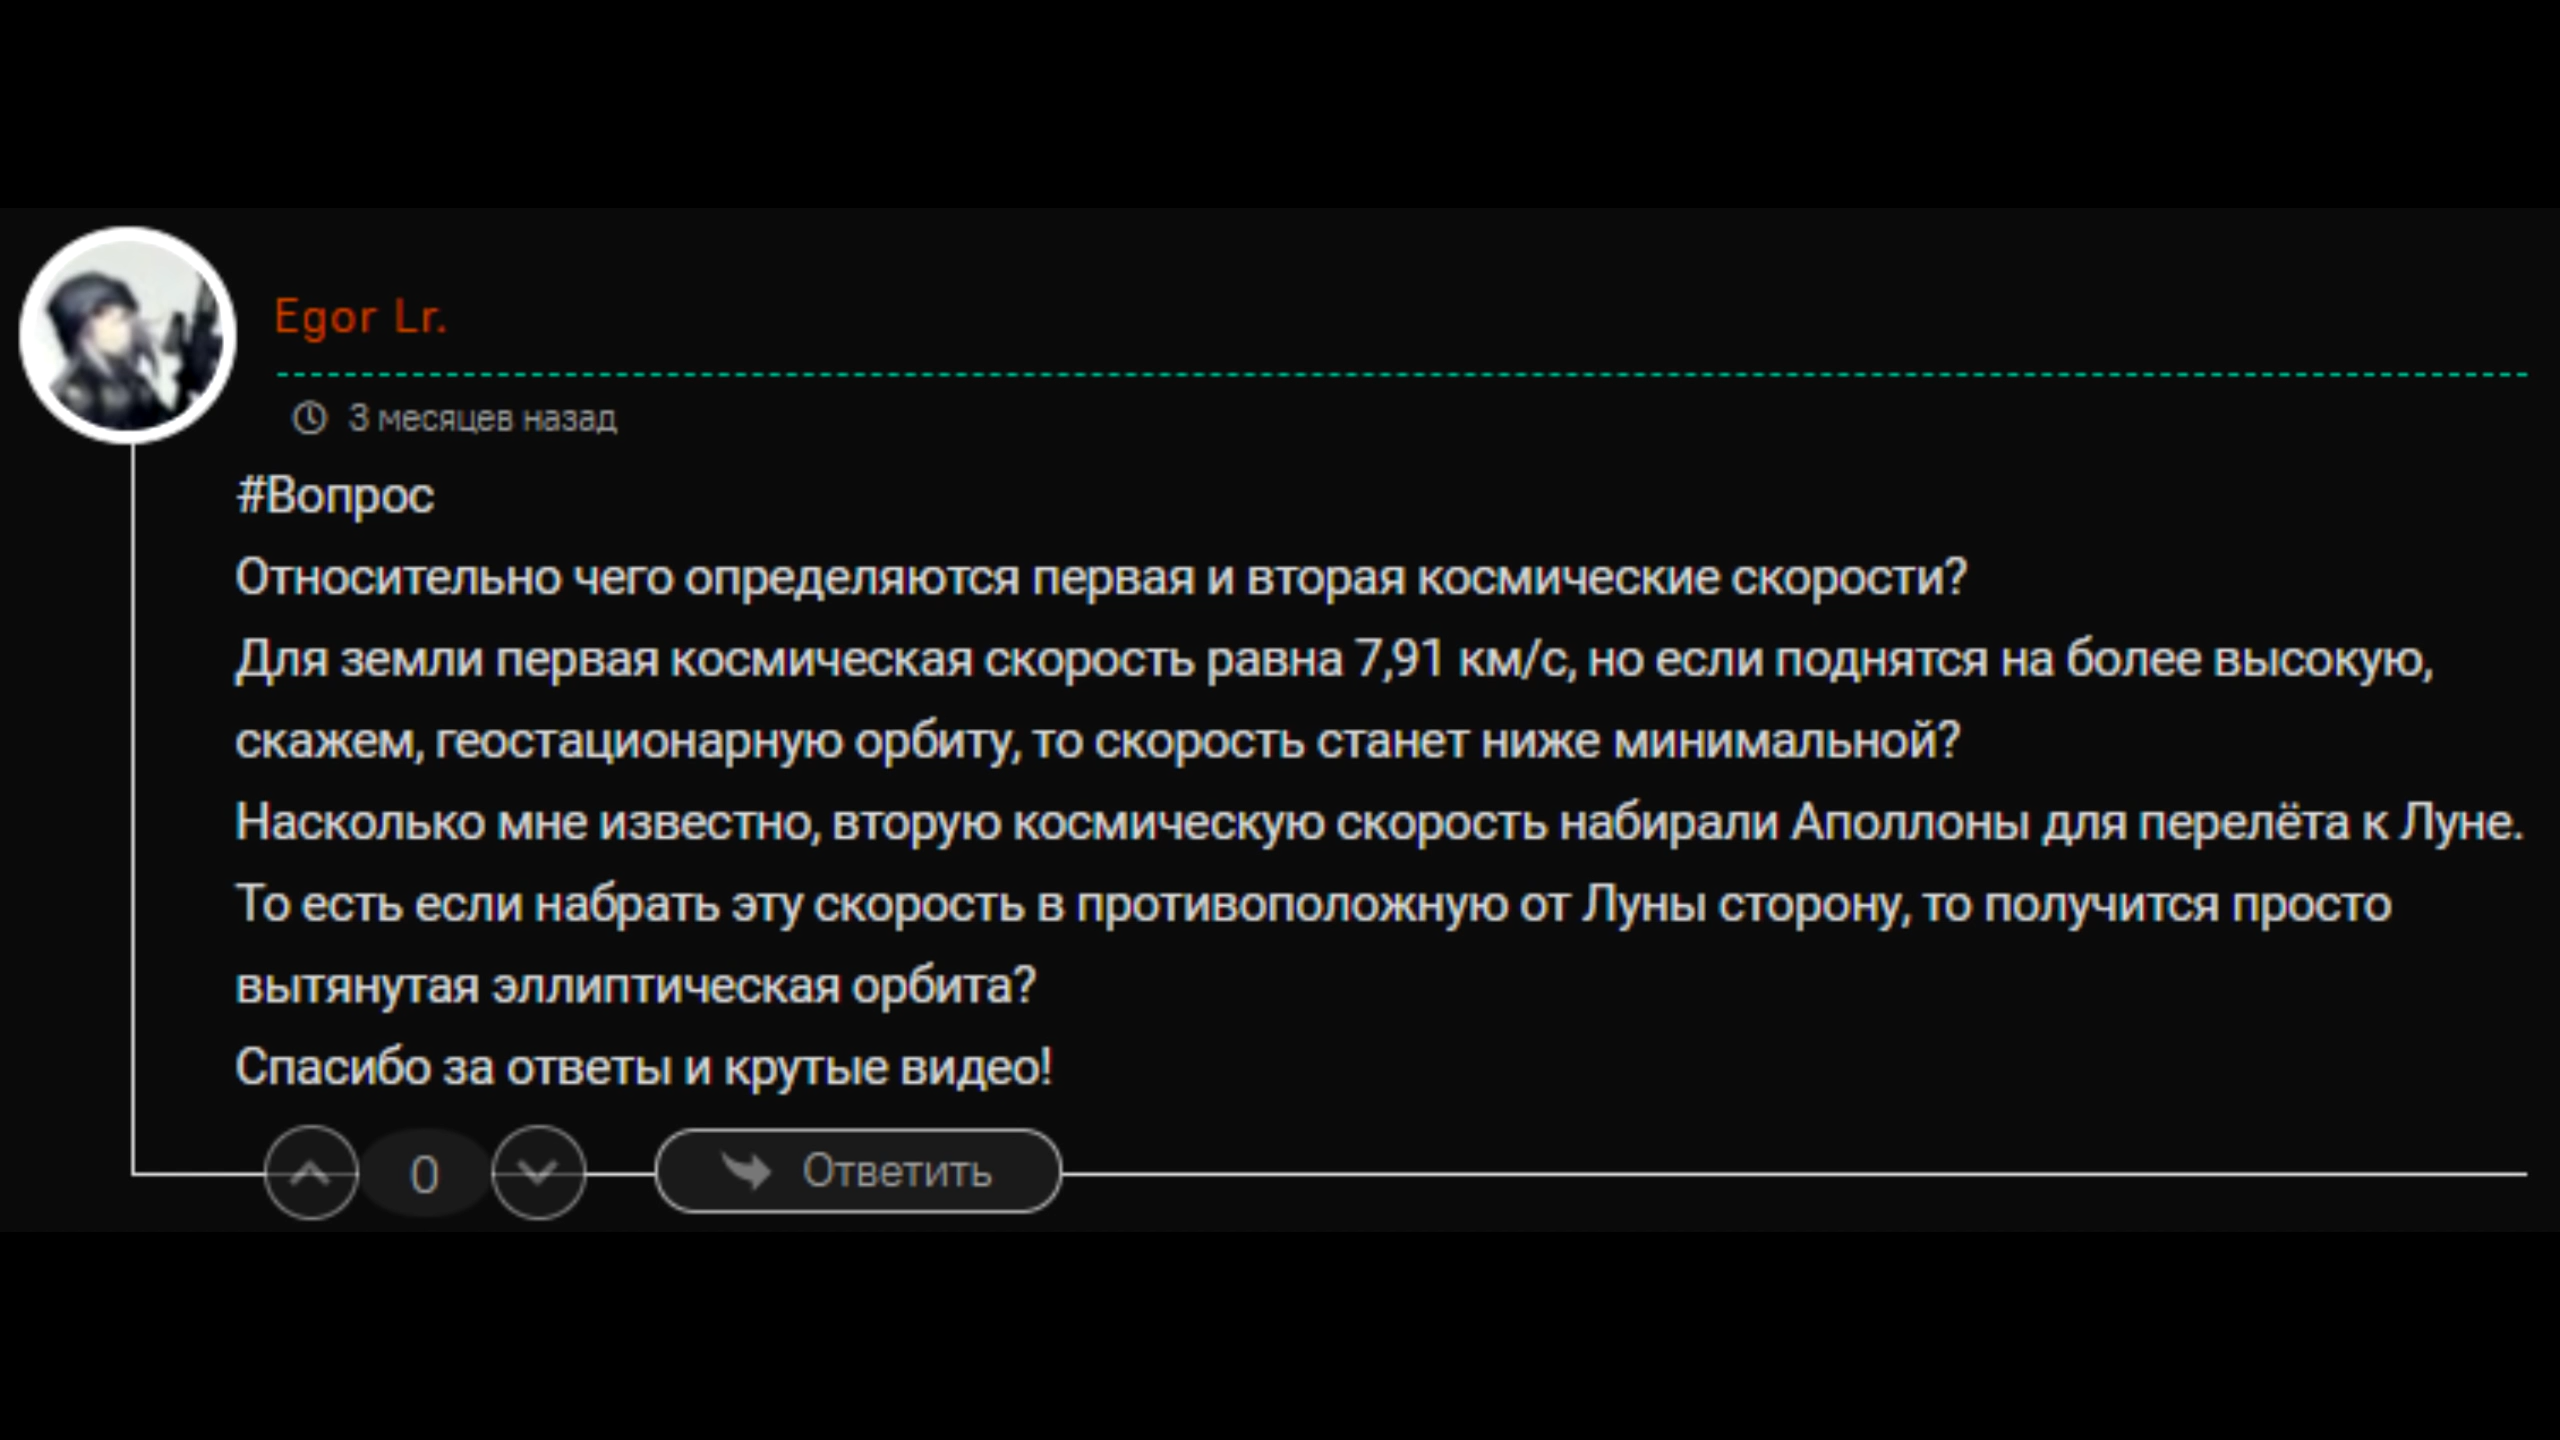 Egor Lr.
3 месяцев назад
#Вопрос
Относительно чего определяются первая и вторая космические скорости?
Для земли первая космическая скорость равна 7,91 км/с, но если поднятся на более высокую,
скажем, геостационарную орбиту, то скорость станет ниже минимальной?
Насколько мне известно, вторую космическую скорость набирали Аполлоны для перелёта к Луне.
То есть если набрать эту скорость в противоположную от Луны сторону, то получится просто
вытянутая эллиптическая орбита?
Спасибо за ответы и крутые видео!
0
Ответить